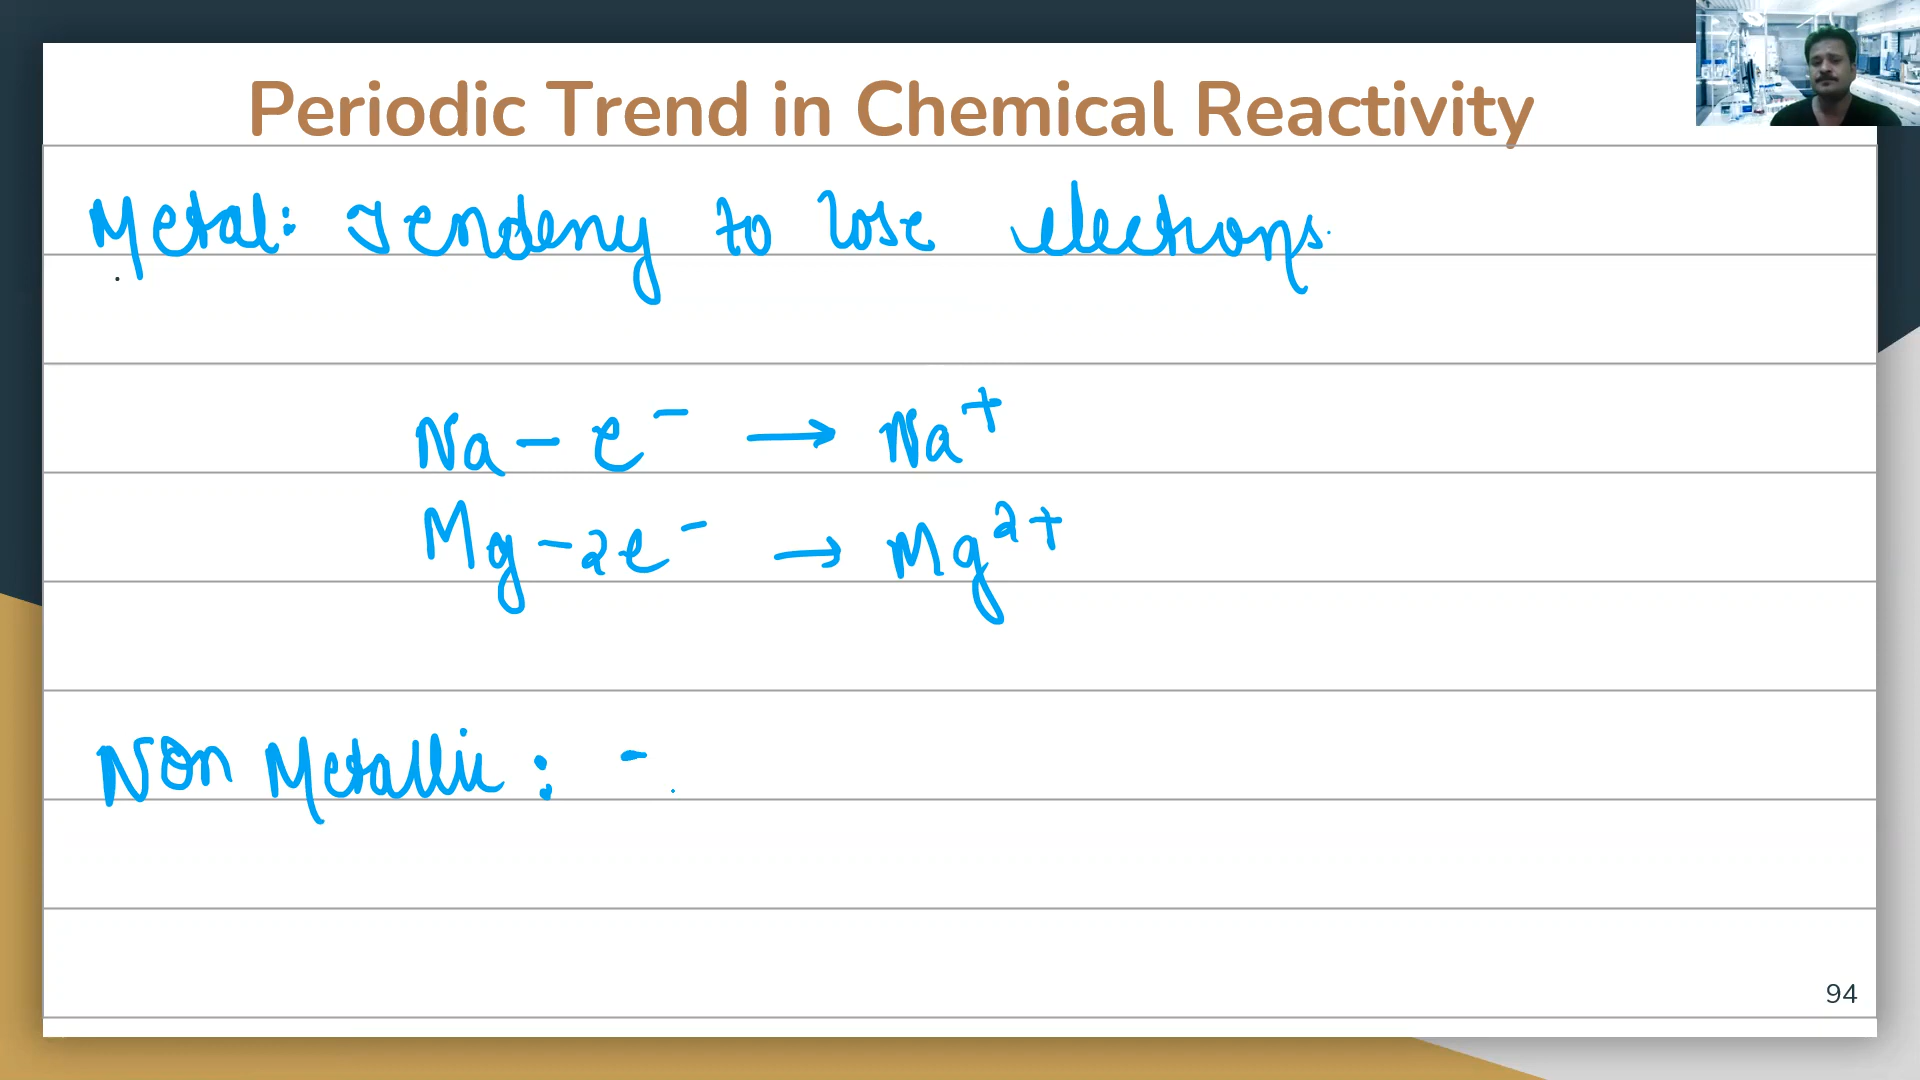 Periodic Trend in Chemical Reactivity
Metal: Tendeny to lose electrons.
Na - e⁻ → Na⁺
Mg - 2e⁻ → Mg²⁺
Non Metallic : -
94